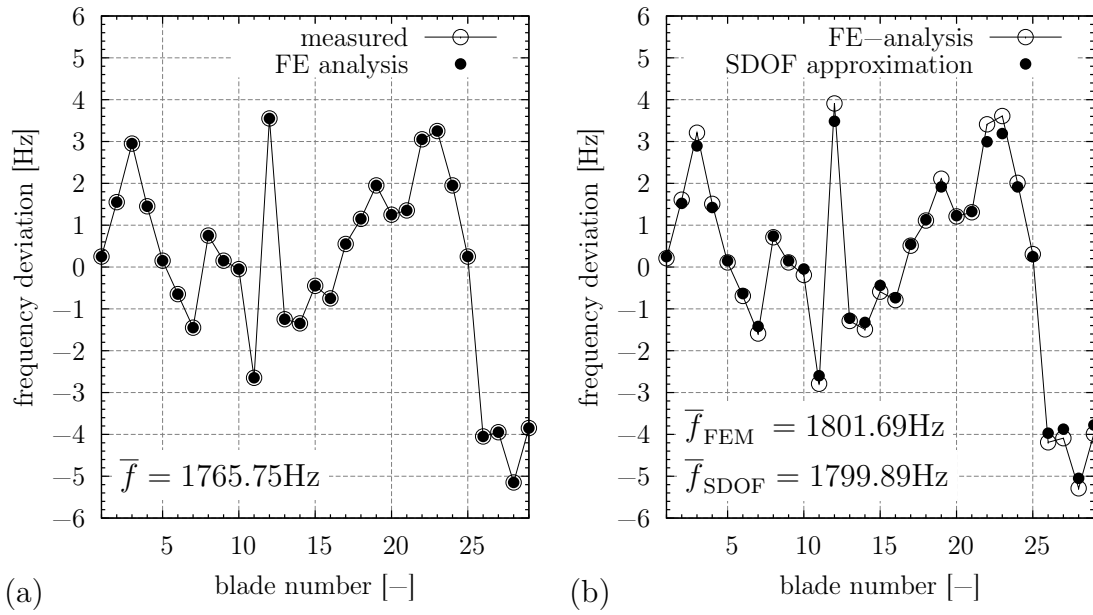 measured
FE analysis
frequency deviation [Hz]
6
5
4
3
2
1
0
−1
−2
−3
−4
−5
−6
f̅ = 1765.75Hz
5 10 15 20 25
blade number [−]
(a)
FE−analysis
SDOF approximation
frequency deviation [Hz]
6
5
4
3
2
1
0
−1
−2
−3
−4
−5
−6
f̅FEM = 1801.69Hz
f̅SDOF = 1799.89Hz
5 10 15 20 25
blade number [−]
(b)